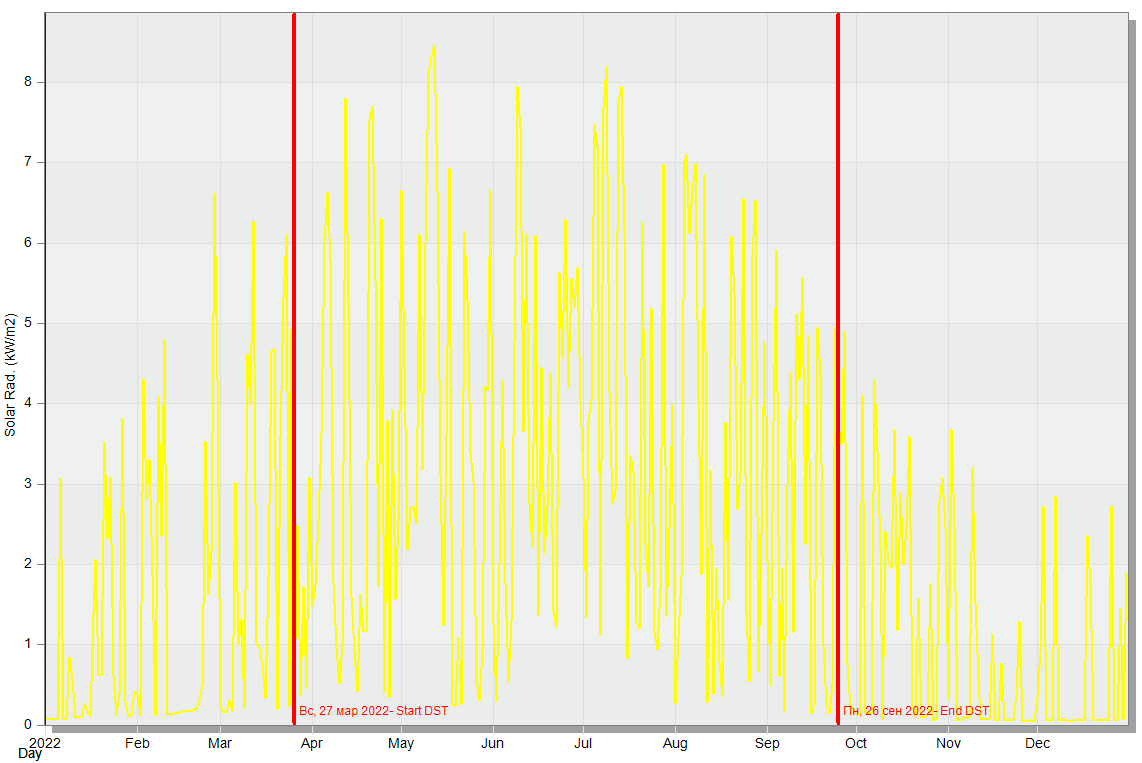 8
7
6
5
4
3
2
1
0
Solar Rad. (kW/m2)
Вс, 27 мар 2022- Start DST
Пн, 26 сен 2022- End DST
2022 Feb Mar Apr May Jun Jul Aug Sep Oct Nov Dec
Day